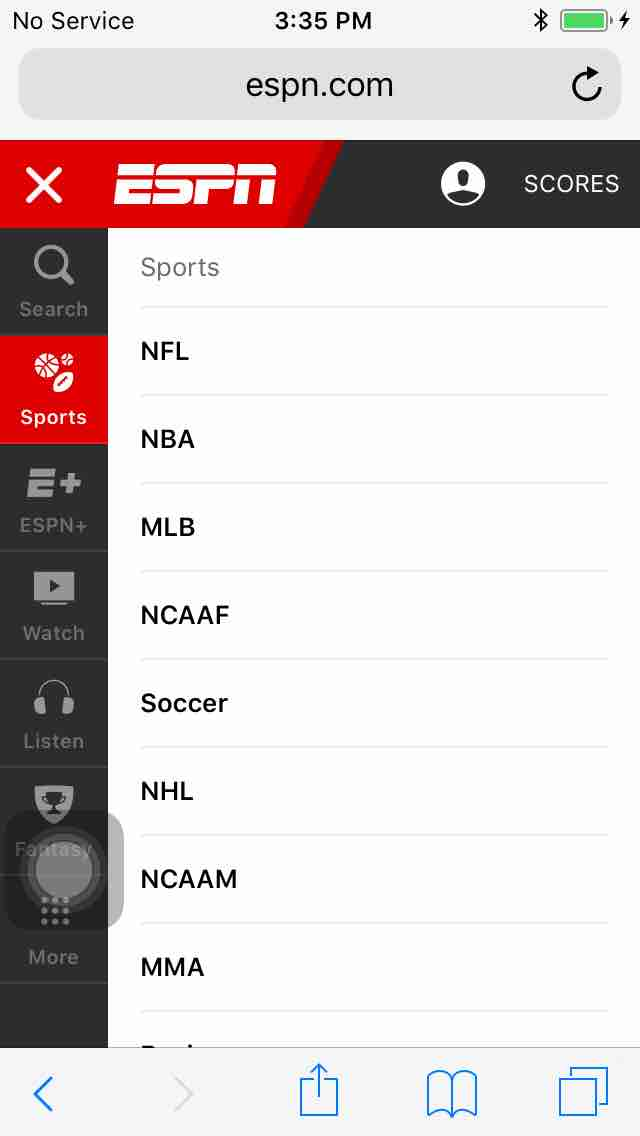 No Service 3:35 PM
espn.com
ESPN SCORES
Search
Sports
ESPN+
Watch
Listen
Fantasy
More
Sports
NFL
NBA
MLB
NCAAF
Soccer
NHL
NCAAM
MMA